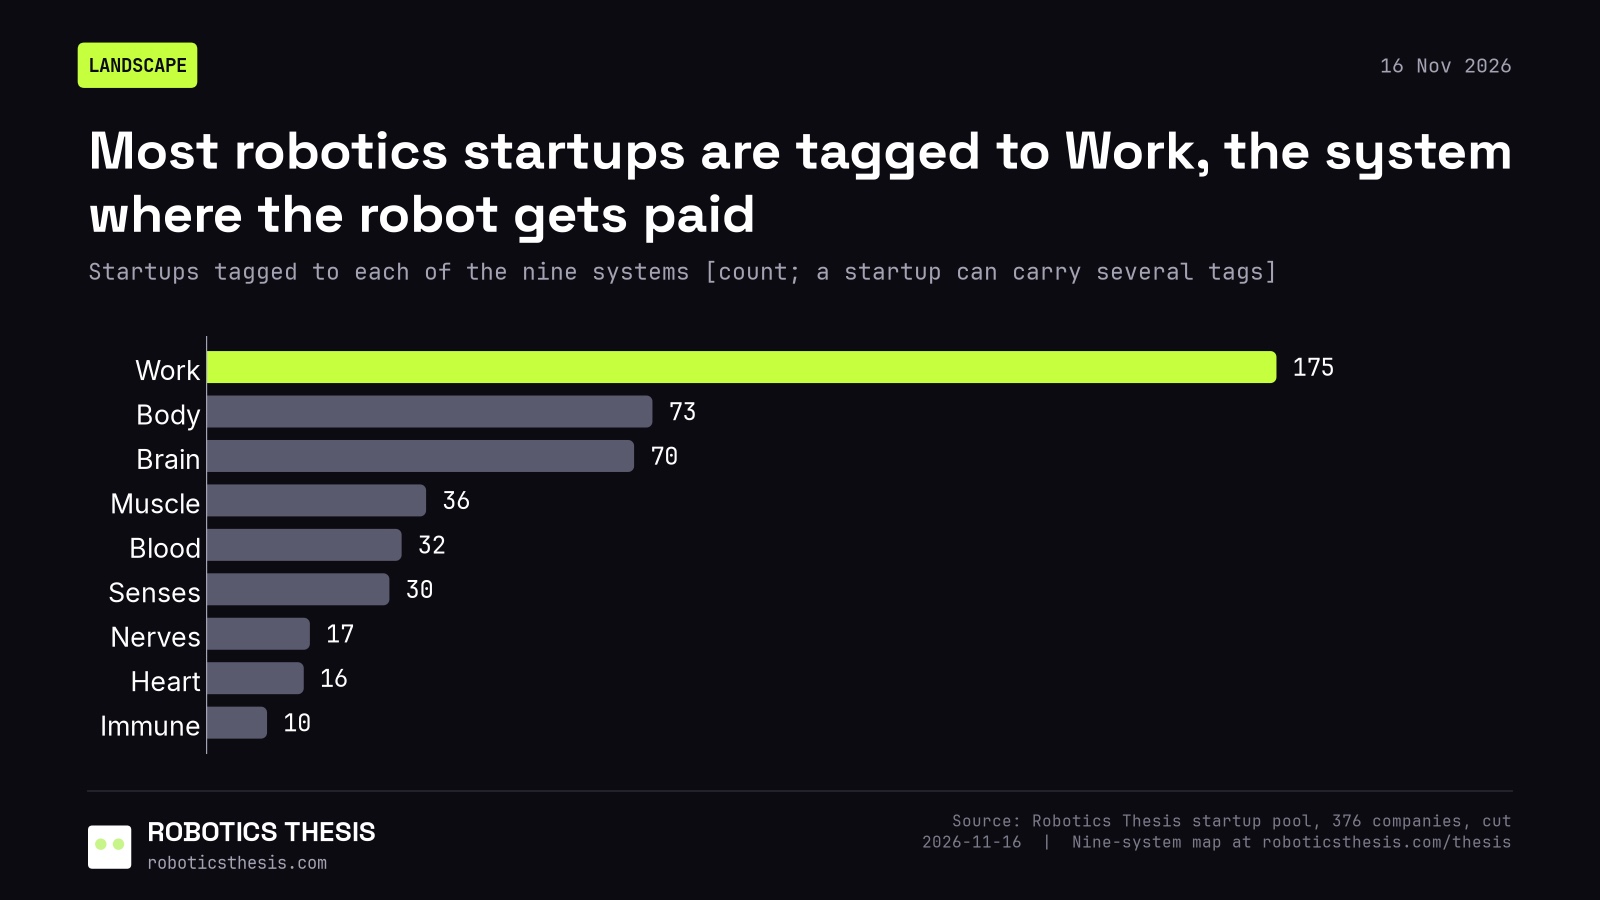 LANDSCAPE
16 Nov 2026
Most robotics startups are tagged to Work, the system
where the robot gets paid
Startups tagged to each of the nine systems [count; a startup can carry several tags]
Work 175
Body 73
Brain 70
Muscle 36
Blood 32
Senses 30
Nerves 17
Heart 16
Immune 10
ROBOTICS THESIS
roboticsthesis.com
Source: Robotics Thesis startup pool, 376 companies, cut
2026-11-16 | Nine-system map at roboticsthesis.com/thesis